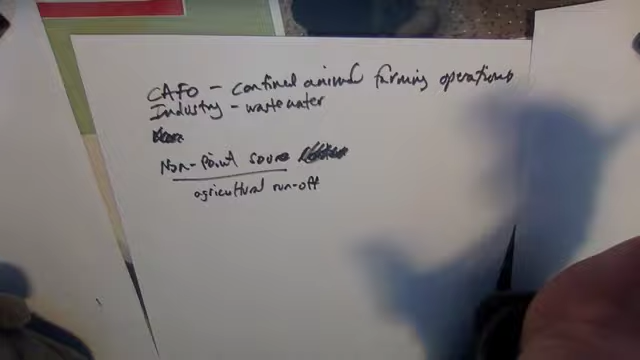 CAFO - confined animal farming operations
Industry - wastewater
Non-Point source
agricultural run-off